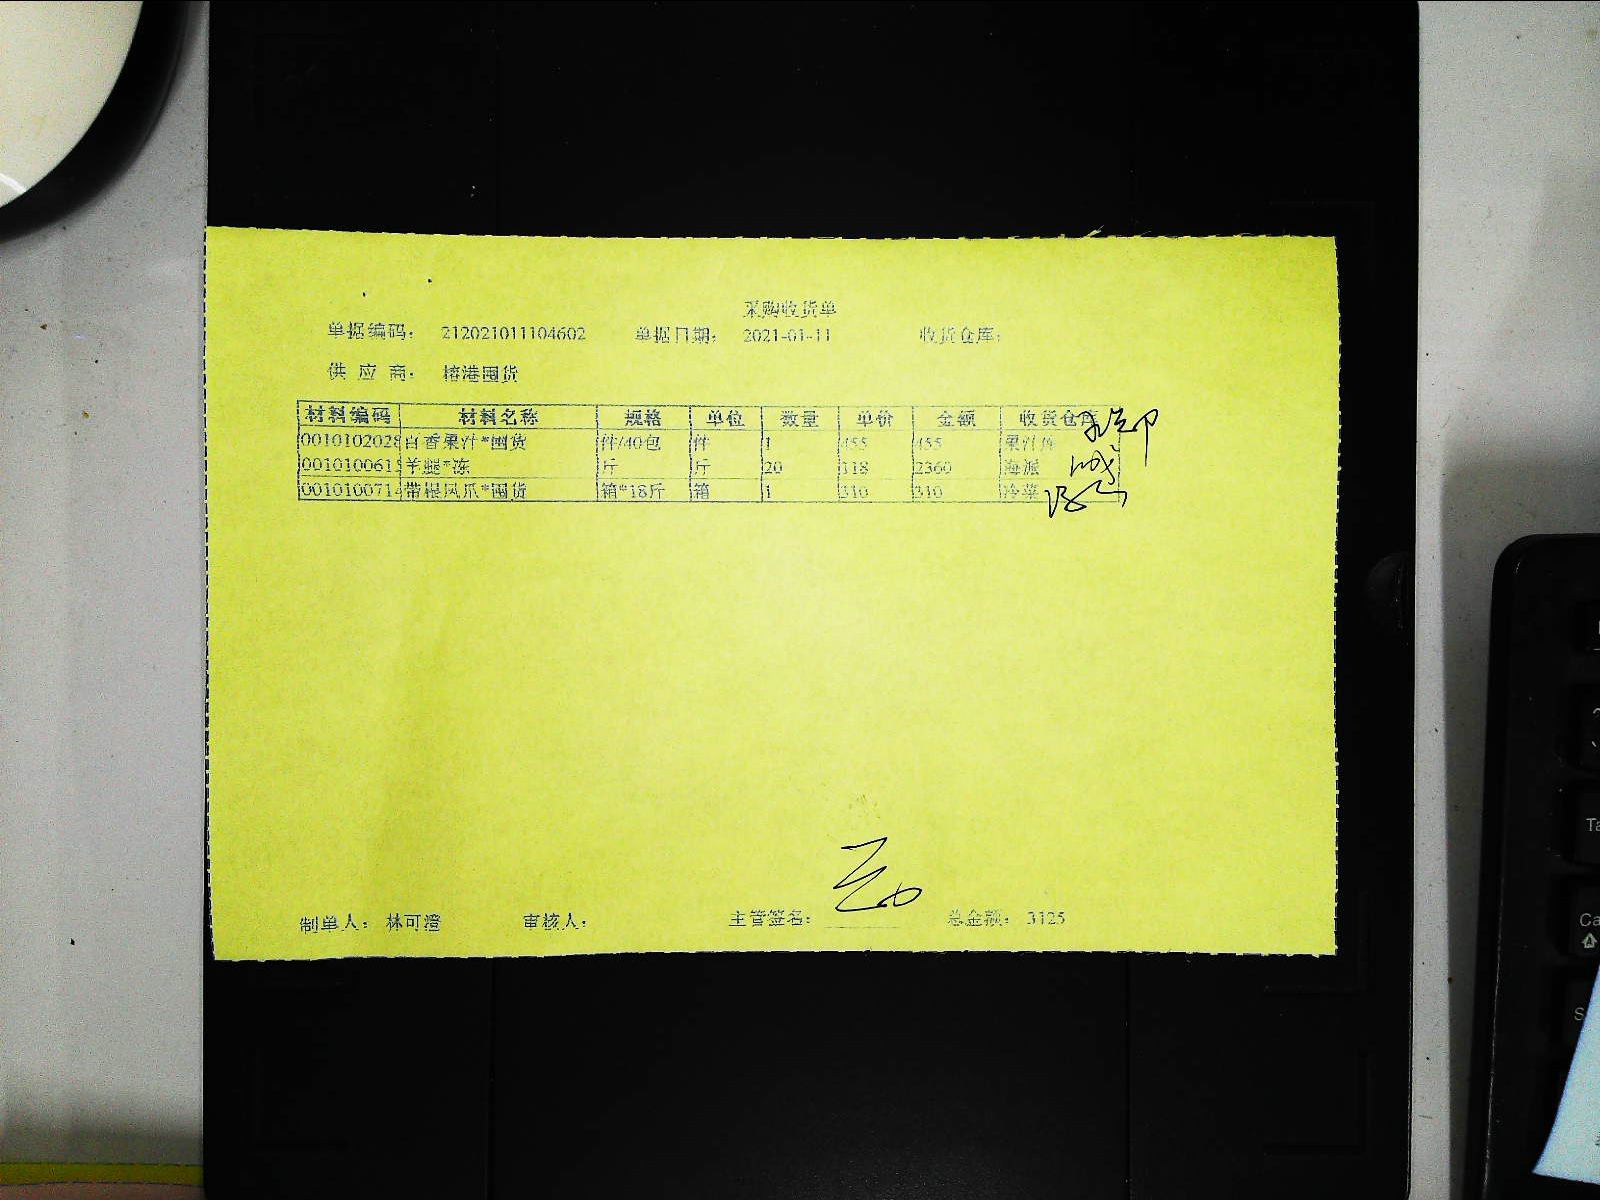 采购收货单
单据编码： 212021011104602 单据日期： 2021-01-11 收货仓库：
供 应 商： 榕港囤货
材料编码 材料名称 规格 单位 数量 单价 金额 收货仓库
0010102028 百香果汁*囤货 件/40包 件 1 455 455 果汁库
001010061 羊腿*冻 斤 斤 20 118 2360 海派
001010071 带根凤爪*囤货 箱*18斤 箱 1 310 310 冷菜
制单人： 林可澄 审核人： 主管签名： 总金额： 3125